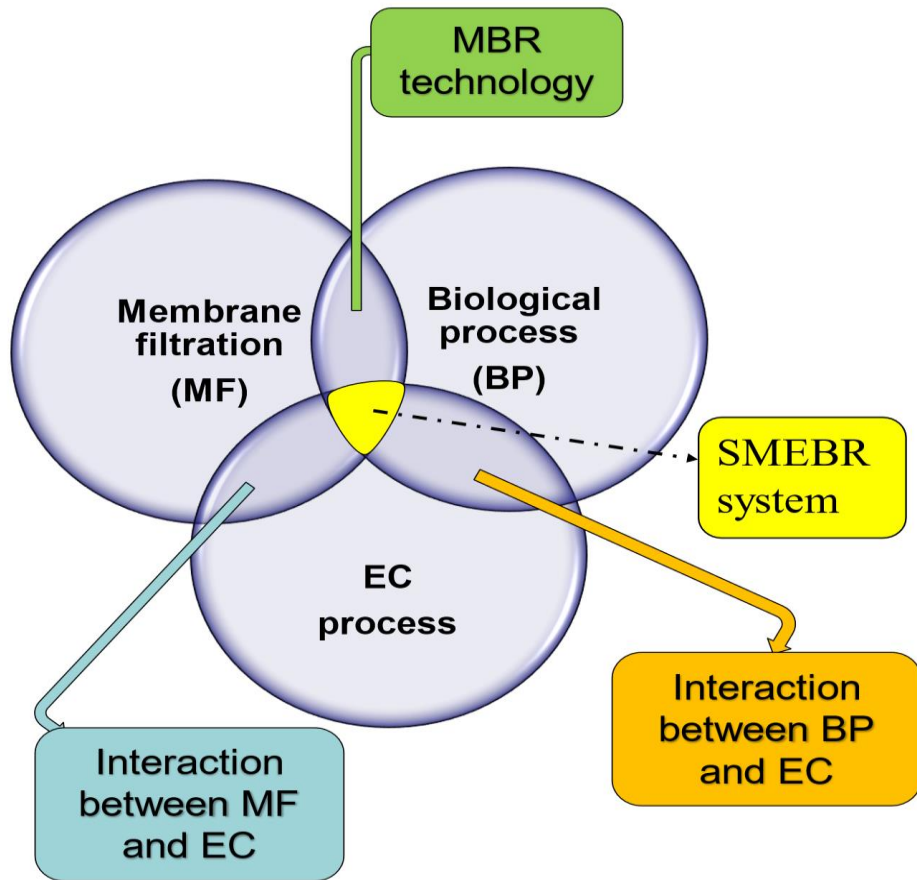 MBR
technology
Membrane
filtration
(MF)
Biological
process
(BP)
SMEBR
system
EC
process
Interaction
between BP
and EC
Interaction
between MF
and EC